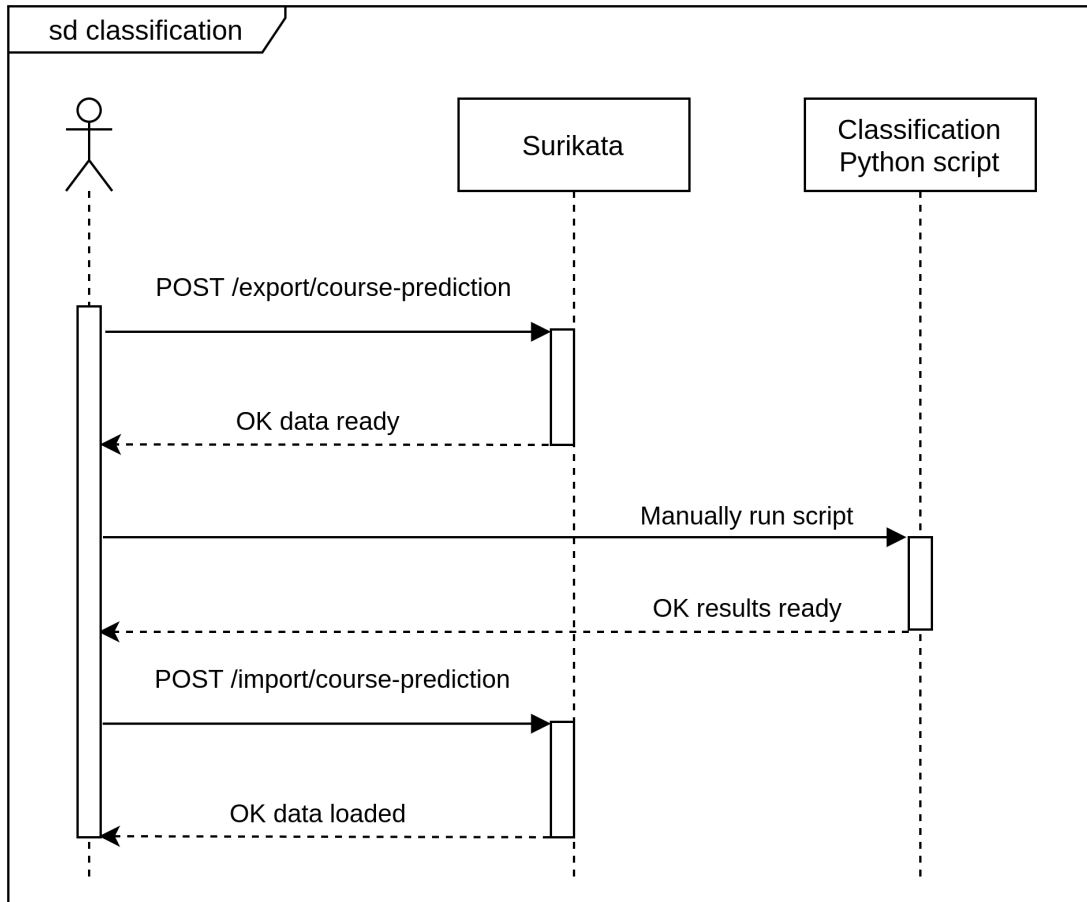 sd classification
Surikata
Classification
Python script
POST /export/course-prediction
OK data ready
Manually run script
OK results ready
POST /import/course-prediction
OK data loaded